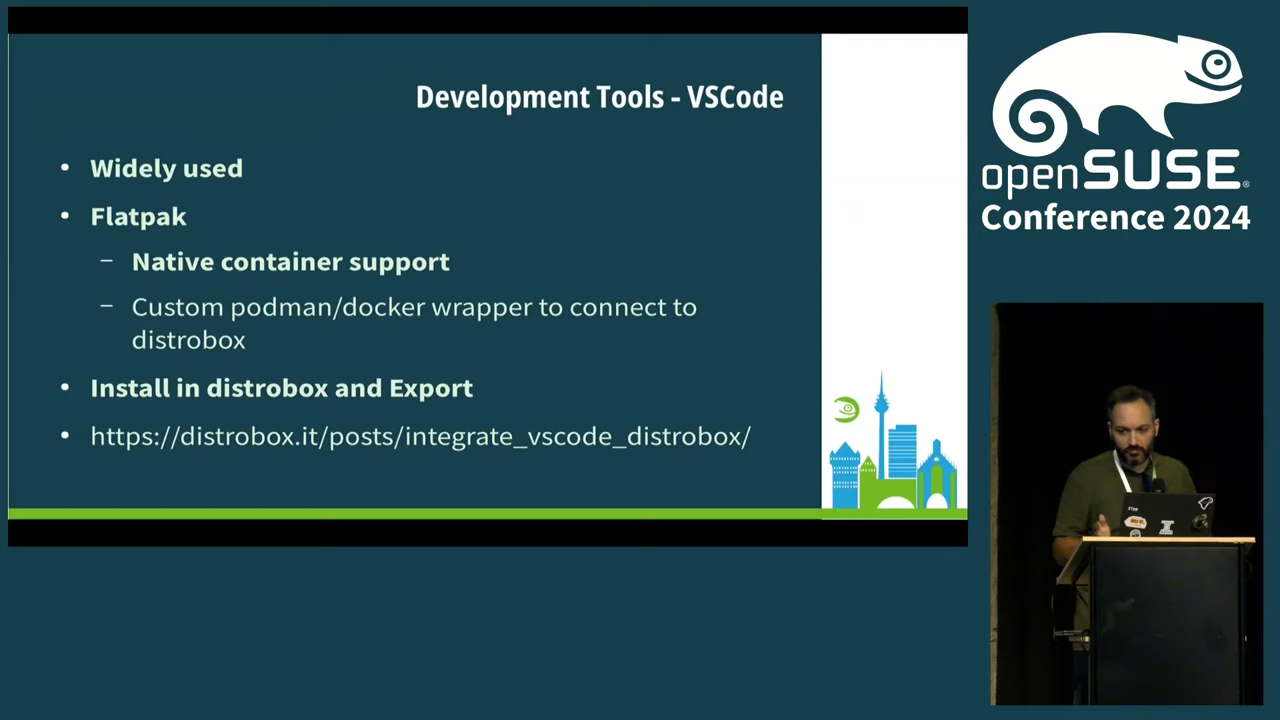 Development Tools - VSCode
• Widely used
• Flatpak
– Native container support
– Custom podman/docker wrapper to connect to
distrobox
• Install in distrobox and Export
• https://distrobox.it/posts/integrate_vscode_distrobox/
openSUSE®
Conference 2024